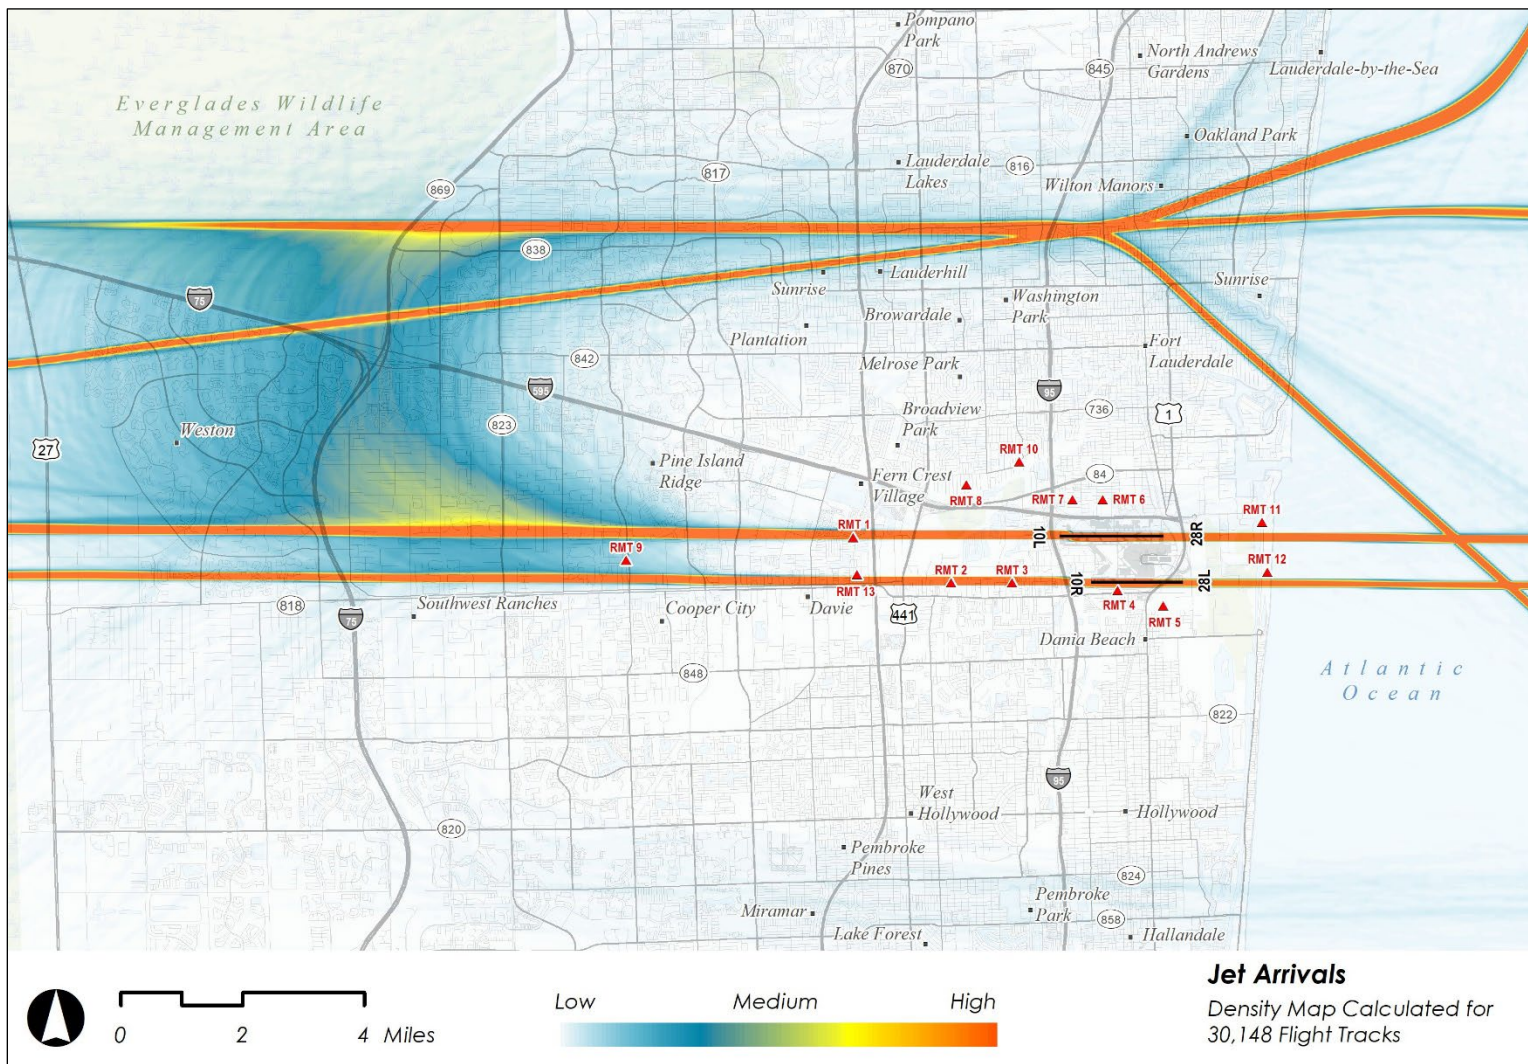 Pompano
Park
870
845
North Andrews
Gardens
Lauderdale-by-the-Sea
Everglades Wildlife
Management Area
Oakland Park
Lauderdale
Lakes
816
817
869
Wilton Manors
838
75
Sunrise
Lauderhill
Sunrise
Washington
Park
Browardale
Plantation
Fort
Lauderdale
842
Melrose Park
595
95
736
1
823
Broadview
Park
Weston
27
Pine Island
Ridge
RMT 10
84
Fern Crest
Village
RMT 8
RMT 7
RMT 6
RMT 11
RMT 1
10L
28R
RMT 9
RMT 12
RMT 2
RMT 3
10R
28L
RMT 13
RMT 4
818
75
Southwest Ranches
Cooper City
Davie
441
RMT 5
Dania Beach
848
Atlantic
Ocean
822
95
West
Hollywood
Hollywood
820
Pembroke
Pines
824
Miramar
Pembroke
Park
858
Lake Forest
Hallandale
Jet Arrivals
Density Map Calculated for
30,148 Flight Tracks
Low Medium High
0 2 4 Miles